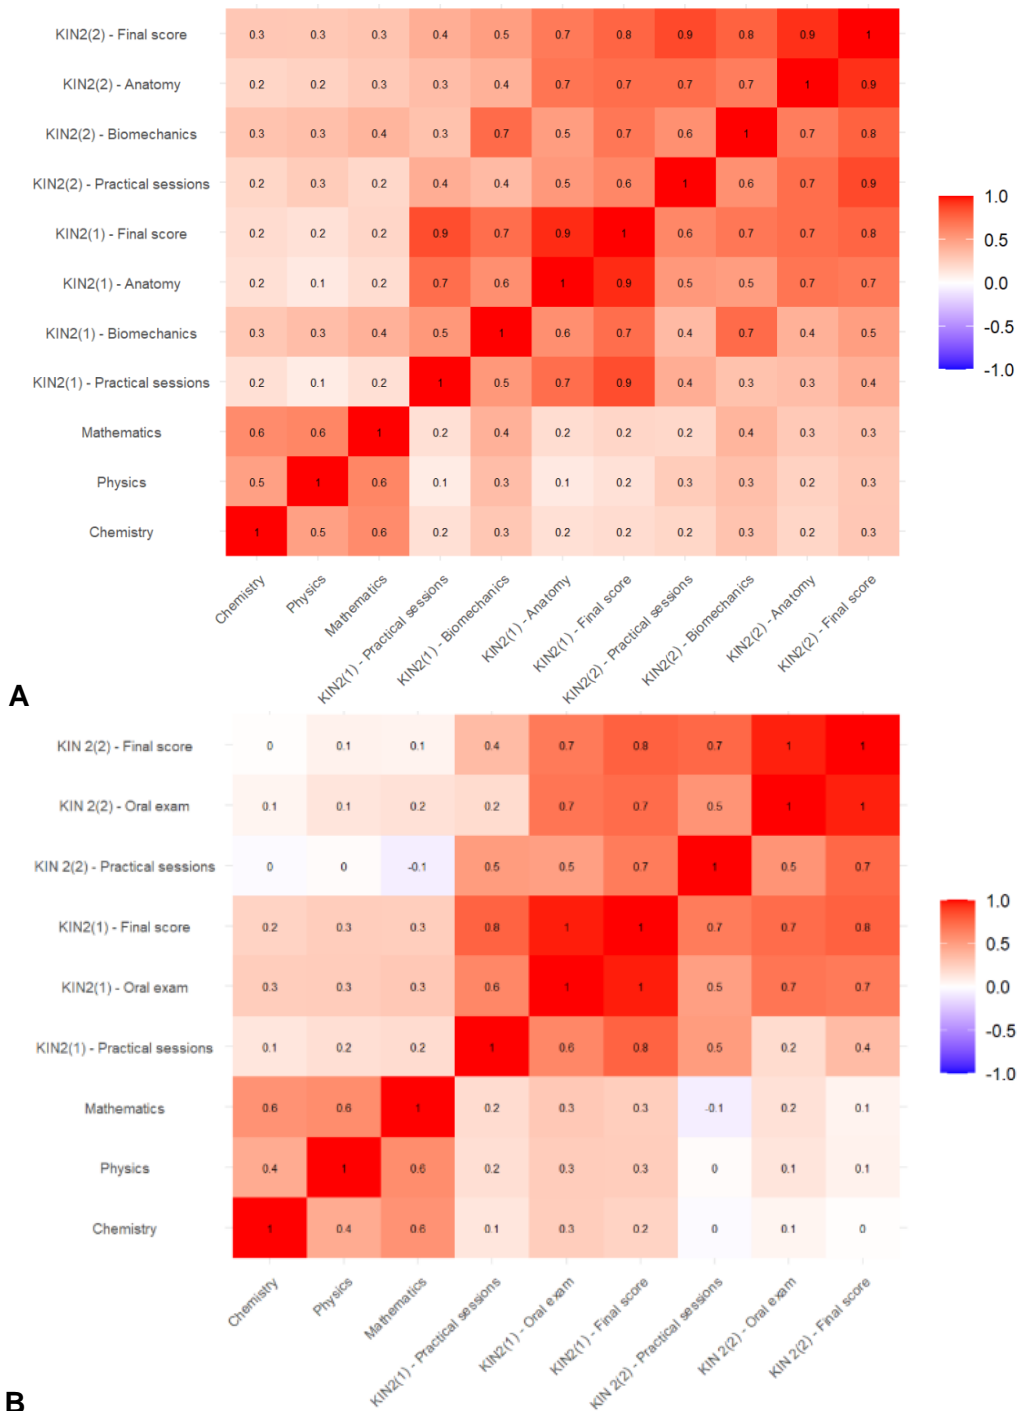 KIN2(2) - Final score 0.3 0.3 0.3 0.4 0.5 0.7 0.8 0.9 0.8 0.9 1
KIN2(2) - Anatomy 0.2 0.2 0.3 0.3 0.4 0.7 0.7 0.7 0.7 1 0.9
KIN2(2) - Biomechanics 0.3 0.3 0.4 0.3 0.7 0.5 0.7 0.6 1 0.7 0.8
KIN2(2) - Practical sessions 0.2 0.3 0.2 0.4 0.4 0.5 0.6 1 0.6 0.7 0.9
KIN2(1) - Final score 0.2 0.2 0.2 0.9 0.7 0.9 1 0.6 0.7 0.7 0.8
KIN2(1) - Anatomy 0.2 0.1 0.2 0.7 0.6 1 0.9 0.5 0.5 0.7 0.7
KIN2(1) - Biomechanics 0.3 0.3 0.4 0.5 1 0.6 0.7 0.4 0.7 0.4 0.5
KIN2(1) - Practical sessions 0.2 0.1 0.2 1 0.5 0.7 0.9 0.4 0.3 0.3 0.4
Mathematics 0.6 0.6 1 0.2 0.4 0.2 0.2 0.2 0.4 0.3 0.3
Physics 0.5 1 0.6 0.1 0.3 0.1 0.2 0.3 0.3 0.2 0.3
Chemistry 1 0.5 0.6 0.2 0.3 0.2 0.2 0.2 0.3 0.2 0.3
Chemistry
Physics
Mathematics
KIN2(1) - Practical sessions
KIN2(1) - Biomechanics
KIN2(1) - Anatomy
KIN2(1) - Final score
KIN2(2) - Practical sessions
KIN2(2) - Biomechanics
KIN2(2) - Anatomy
KIN2(2) - Final score
1.0
0.5
0.0
-0.5
-1.0
A
KIN 2(2) - Final score 0 0.1 0.1 0.4 0.7 0.8 0.7 1 1
KIN 2(2) - Oral exam 0.1 0.1 0.2 0.2 0.7 0.7 0.5 1 1
KIN 2(2) - Practical sessions 0 0 -0.1 0.5 0.5 0.7 1 0.5 0.7
KIN2(1) - Final score 0.2 0.3 0.3 0.8 1 1 0.7 0.7 0.8
KIN2(1) - Oral exam 0.3 0.3 0.3 0.6 1 1 0.5 0.7 0.7
KIN2(1) - Practical sessions 0.1 0.2 0.2 1 0.6 0.8 0.5 0.2 0.4
Mathematics 0.6 0.6 1 0.2 0.3 0.3 -0.1 0.2 0.1
Physics 0.4 1 0.6 0.2 0.3 0.3 0 0.1 0.1
Chemistry 1 0.4 0.6 0.1 0.3 0.2 0 0.1 0
Chemistry
Physics
Mathematics
KIN2(1) - Practical sessions
KIN2(1) - Oral exam
KIN2(1) - Final score
KIN 2(2) - Practical sessions
KIN 2(2) - Oral exam
KIN 2(2) - Final score
1.0
0.5
0.0
-0.5
-1.0
B